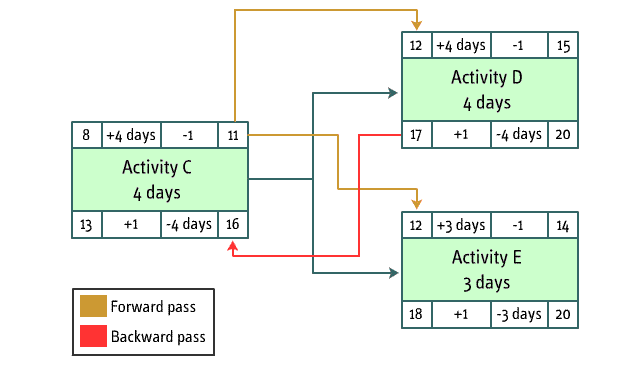 12 +4 days -1 15
Activity D
4 days
17 +1 -4 days 20
8 +4 days -1 11
Activity C
4 days
13 +1 -4 days 16
12 +3 days -1 14
Activity E
3 days
18 +1 -3 days 20
Forward pass
Backward pass